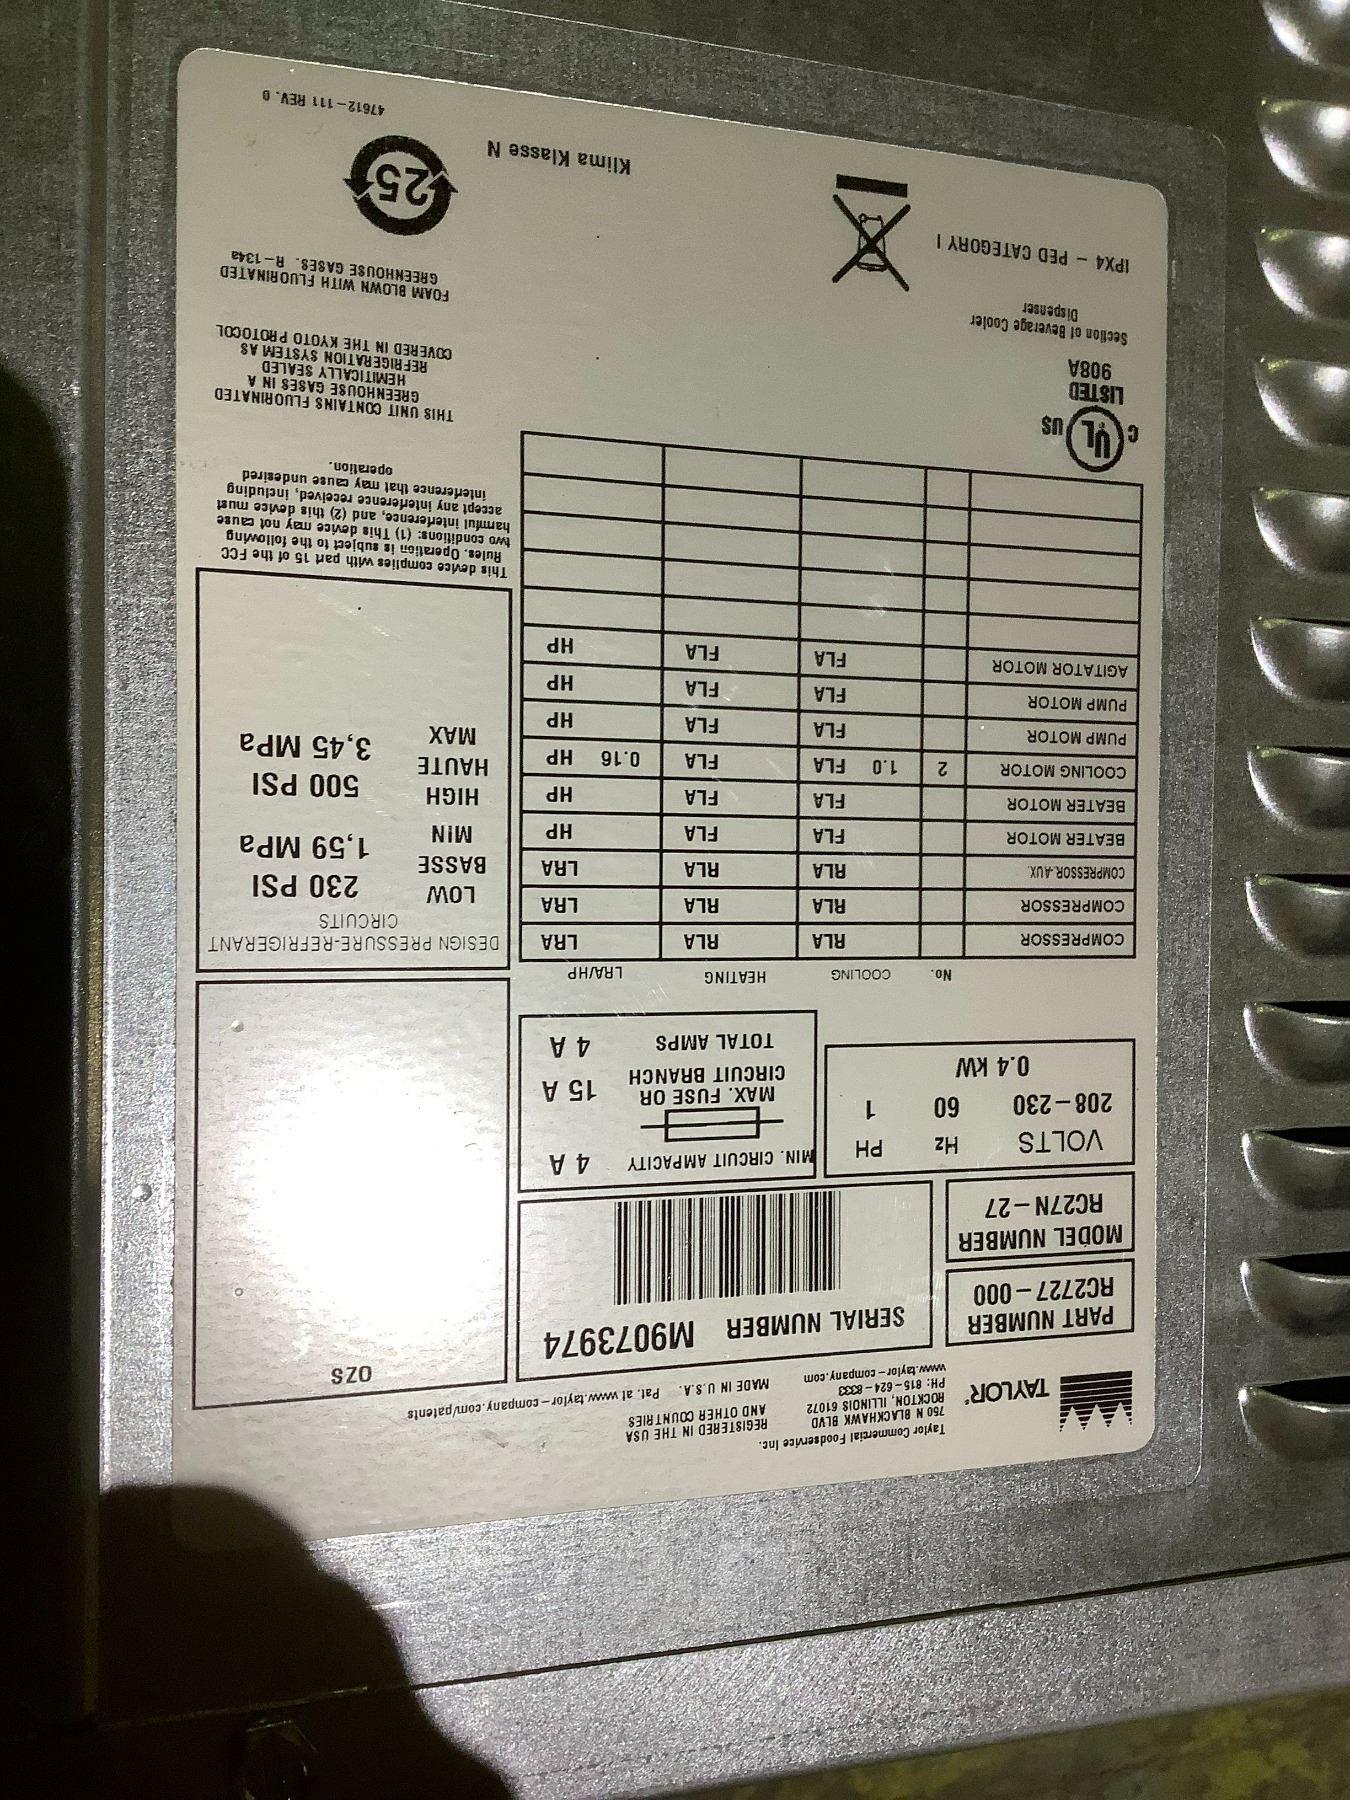 TAYLOR®
Taylor Commercial Foodservice Inc.
750 N BLACKHAWK BLVD
ROCKTON, ILLINOIS 61072
PH: 815-624-8333
www.taylor-company.com
REGISTERED IN THE USA
AND OTHER COUNTRIES
MADE IN U.S.A. Pat. at www.taylor-company.com/patents
PART NUMBER
RC2727-000
MODEL NUMBER
RC27N-27
SERIAL NUMBER M9073974
OZS
VOLTS Hz PH
208-230 60 1
0.4 kW
MIN. CIRCUIT AMPACITY 4 A
MAX. FUSE OR
CIRCUIT BRANCH 15 A
TOTAL AMPS 4 A
No. COOLING HEATING LRA/HP
COMPRESSOR RLA RLA LRA
COMPRESSOR RLA RLA LRA
COMPRESSOR-AUX. RLA RLA LRA
BEATER MOTOR FLA FLA HP
BEATER MOTOR FLA FLA HP
COOLING MOTOR 2 1.0 FLA FLA 0.16 HP
PUMP MOTOR FLA FLA HP
PUMP MOTOR FLA FLA HP
AGITATOR MOTOR FLA FLA HP
DESIGN PRESSURE-REFRIGERANT
CIRCUITS
LOW 230 PSI
BASSE
MIN 1,59 MPa
HIGH 500 PSI
HAUTE
MAX 3,45 MPa
This device complies with part 15 of the FCC
Rules. Operation is subject to the following
two conditions: (1) This device may not cause
harmful interference, and (2) this device must
accept any interference received, including
interference that may cause undesired
operation.
C UL US
LISTED
908A
Section of Beverage Cooler
Dispenser
IPX4 - PED CATEGORY I
THIS UNIT CONTAINS FLUORINATED
GREENHOUSE GASES IN A
HEMITICALLY SEALED
REFRIGERATION SYSTEM AS
COVERED IN THE KYOTO PROTOCOL
FOAM BLOWN WITH FLUORINATED
GREENHOUSE GASES. R-134a
Klima Klasse N
25
47612-111 REV. 0